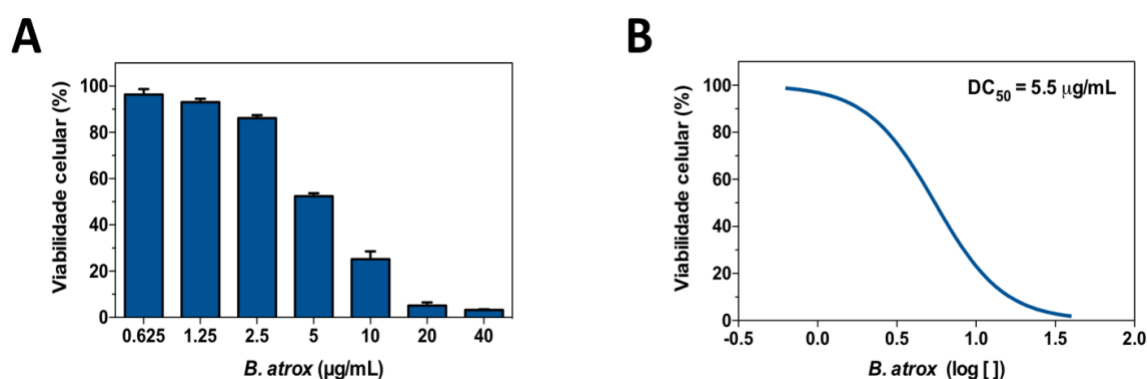 A
Viabilidade celular (%)
100
80
60
40
20
0
0.625 1.25 2.5 5 10 20 40
B. atrox (µg/mL)
B
Viabilidade celular (%)
100
80
60
40
20
0
DC50 = 5.5 µg/mL
-0.5 0.0 0.5 1.0 1.5 2.0
B. atrox (log [ ])